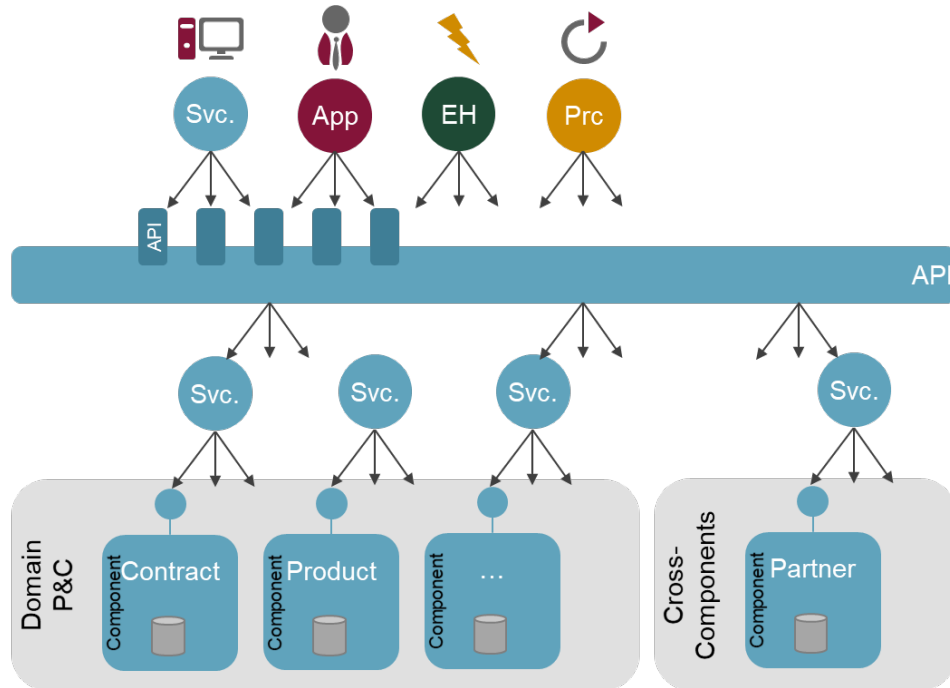 Svc.
App
EH
Prc
API
API
Svc.
Svc.
Svc.
Svc.
Domain
P&C
Component
Contract
Component
Product
Component
...
Cross-
Components
Component
Partner